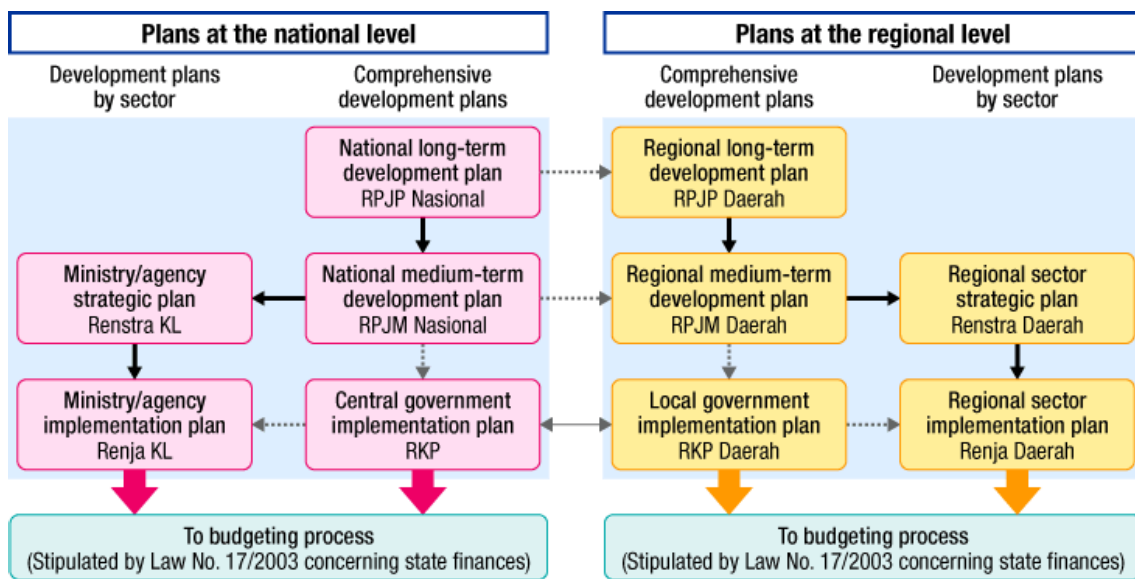 Plans at the national level
Plans at the regional level
Development plans
by sector
Comprehensive
development plans
Comprehensive
development plans
Development plans
by sector
National long-term
development plan
RPJP Nasional
Regional long-term
development plan
RPJP Daerah
Ministry/agency
strategic plan
Renstra KL
National medium-term
development plan
RPJM Nasional
Regional medium-term
development plan
RPJM Daerah
Regional sector
strategic plan
Renstra Daerah
Ministry/agency
implementation plan
Renja KL
Central government
implementation plan
RKP
Local government
implementation plan
RKP Daerah
Regional sector
implementation plan
Renja Daerah
To budgeting process
(Stipulated by Law No. 17/2003 concerning state finances)
To budgeting process
(Stipulated by Law No. 17/2003 concerning state finances)